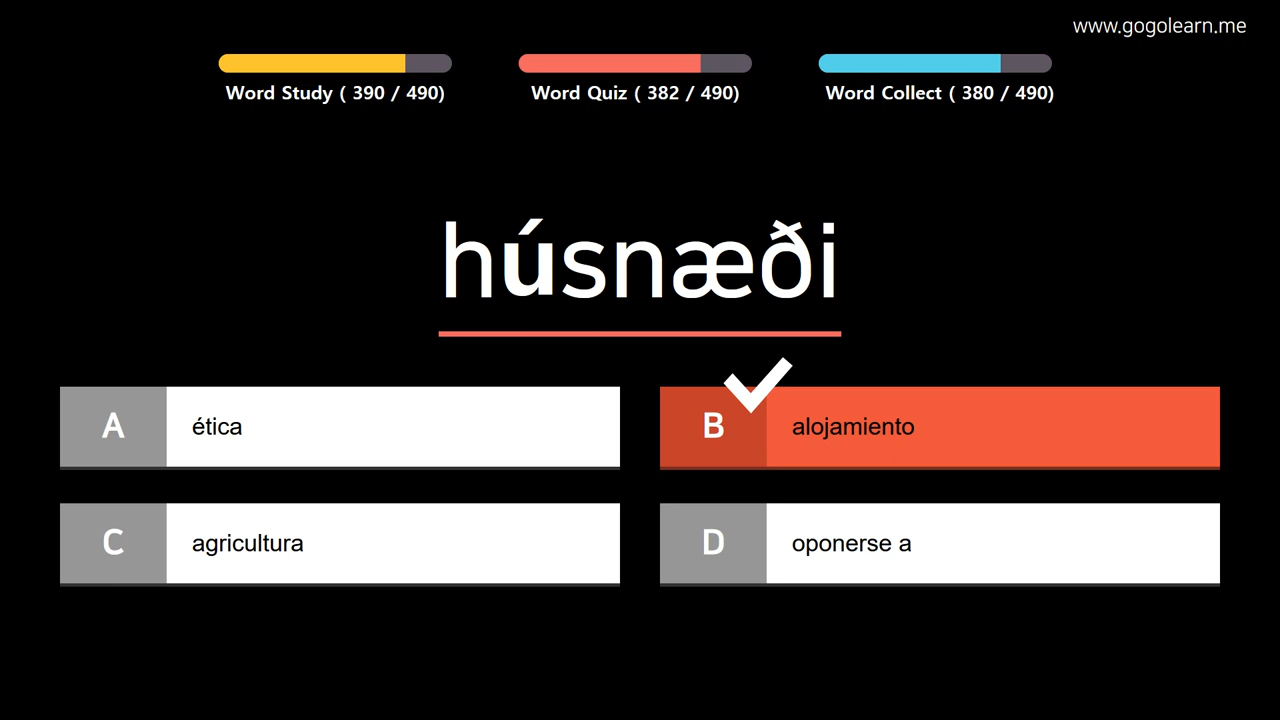 www.gogolearn.me
Word Study ( 390 / 490)
Word Quiz ( 382 / 490)
Word Collect ( 380 / 490)
húsnæði
A ética
B alojamiento
C agricultura
D oponerse a